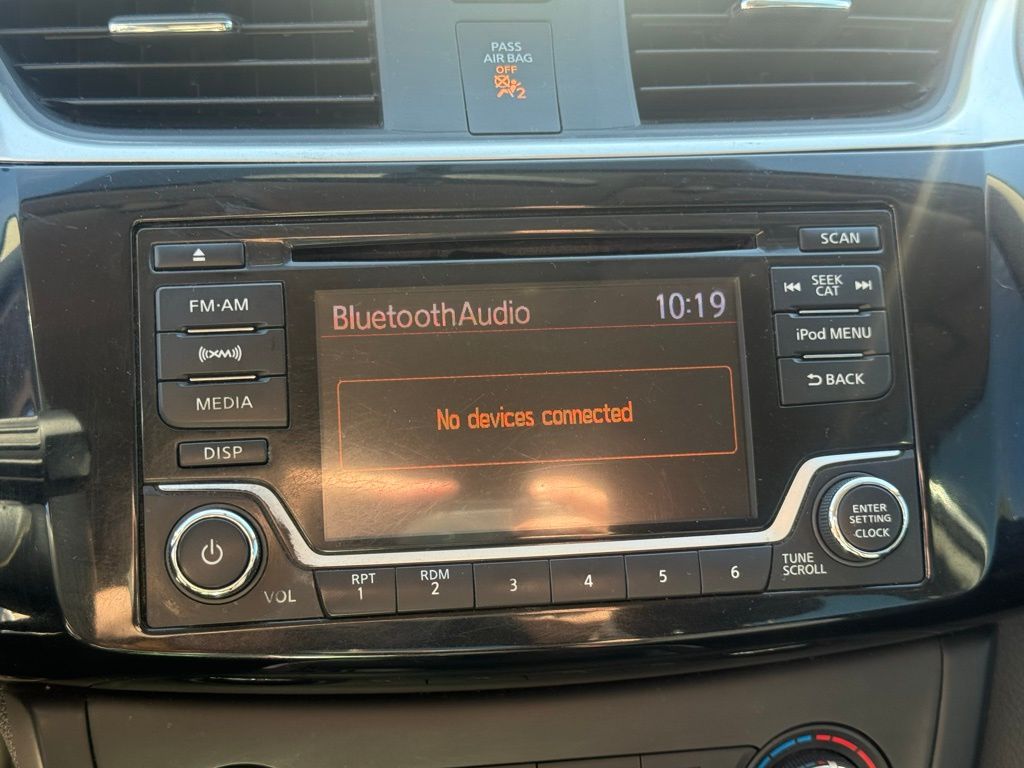 PASS
AIR BAG
OFF
2
SCAN
FM·AM
SEEK
CAT
XM
iPod MENU
MEDIA
BACK
DISP
BluetoothAudio 10:19
No devices connected
ENTER
SETTING
CLOCK
TUNE
SCROLL
VOL
RPT
1
RDM
2
3
4
5
6